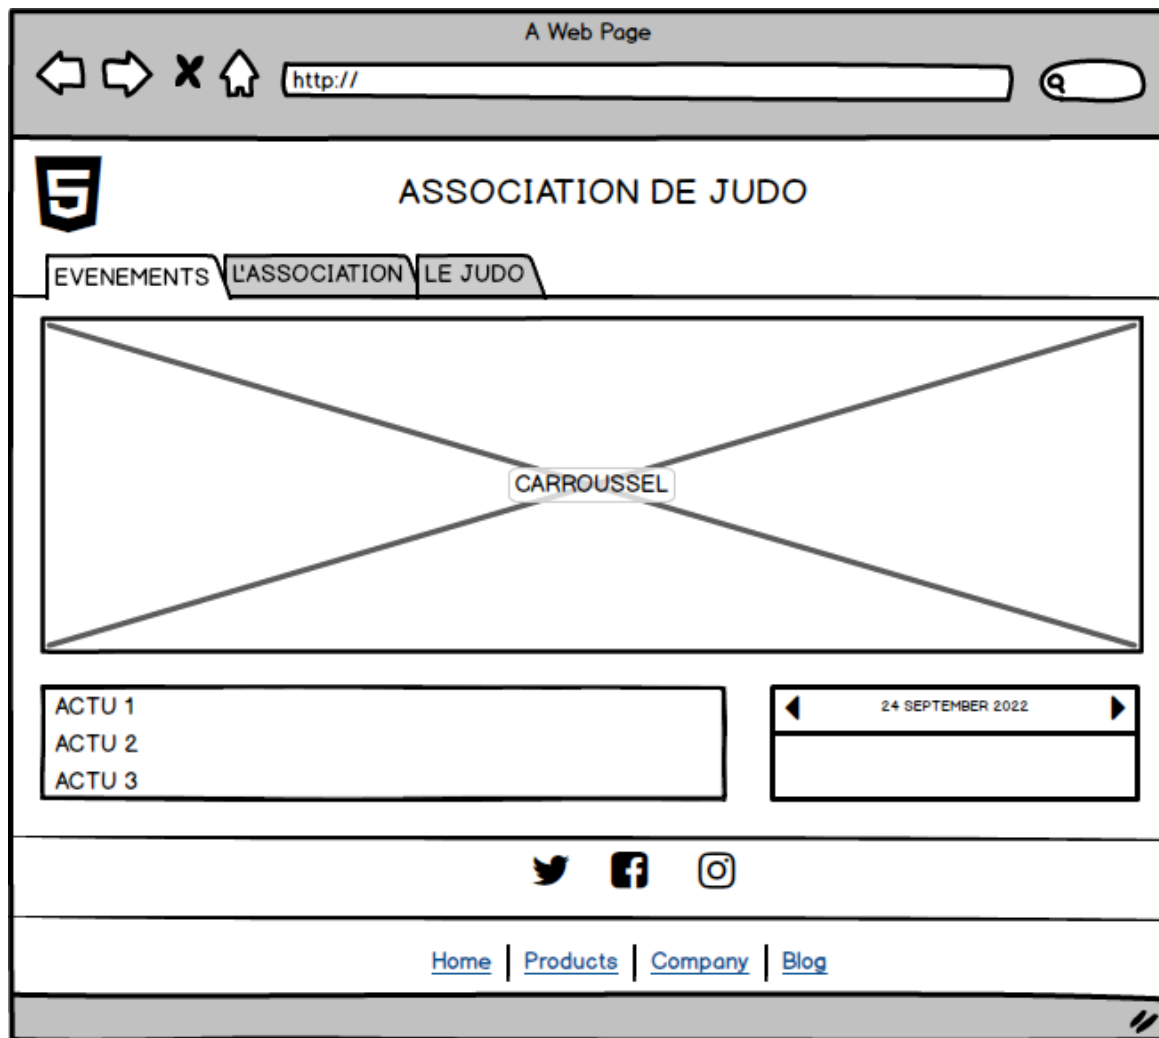 A Web Page
http://
5
ASSOCIATION DE JUDO
EVENEMENTS L'ASSOCIATION LE JUDO
CARROUSSEL
ACTU 1
ACTU 2
ACTU 3
24 SEPTEMBER 2022
Home Products Company Blog